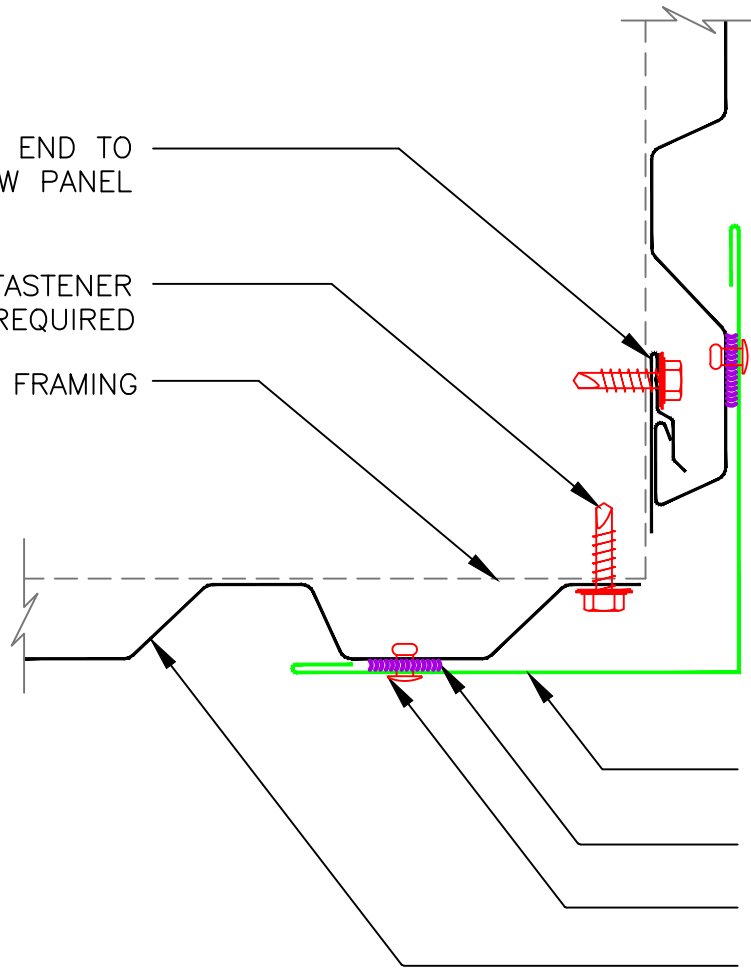 END TO
W PANEL
FASTENER
REQUIRED
FRAMING